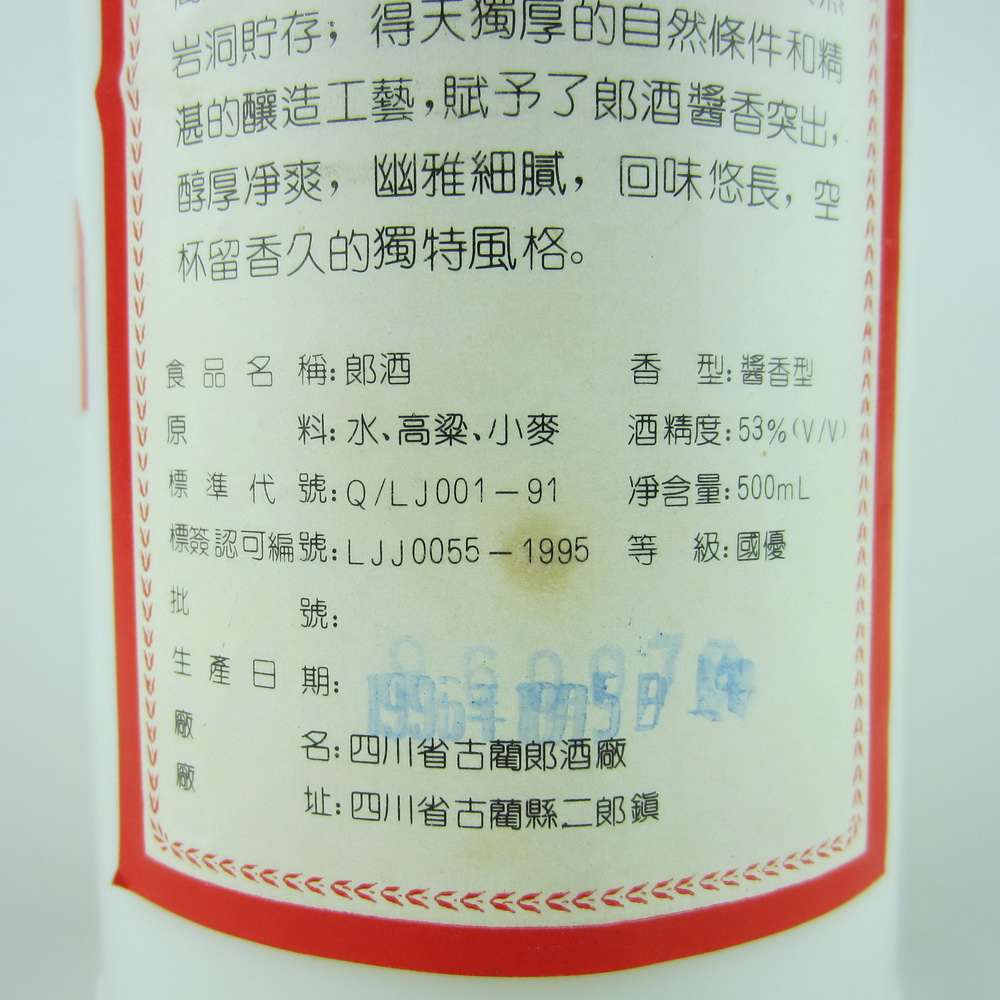 岩洞貯存；得天獨厚的自然條件和精
湛的釀造工藝，賦予了郎酒醬香突出，
醇厚凈爽，幽雅細膩，回味悠長，空
杯留香久的獨特風格。
食品名稱：郎酒 香型：醬香型
原料：水、高粱、小麥 酒精度：53%(V/V)
標準代號：Q/LJ001-91 凈含量：500mL
標簽認可編號：LJJ0055-1995 等級：國優
批號：
生產日期：
廠名：四川省古藺郎酒廠
廠址：四川省古藺縣二郎鎮